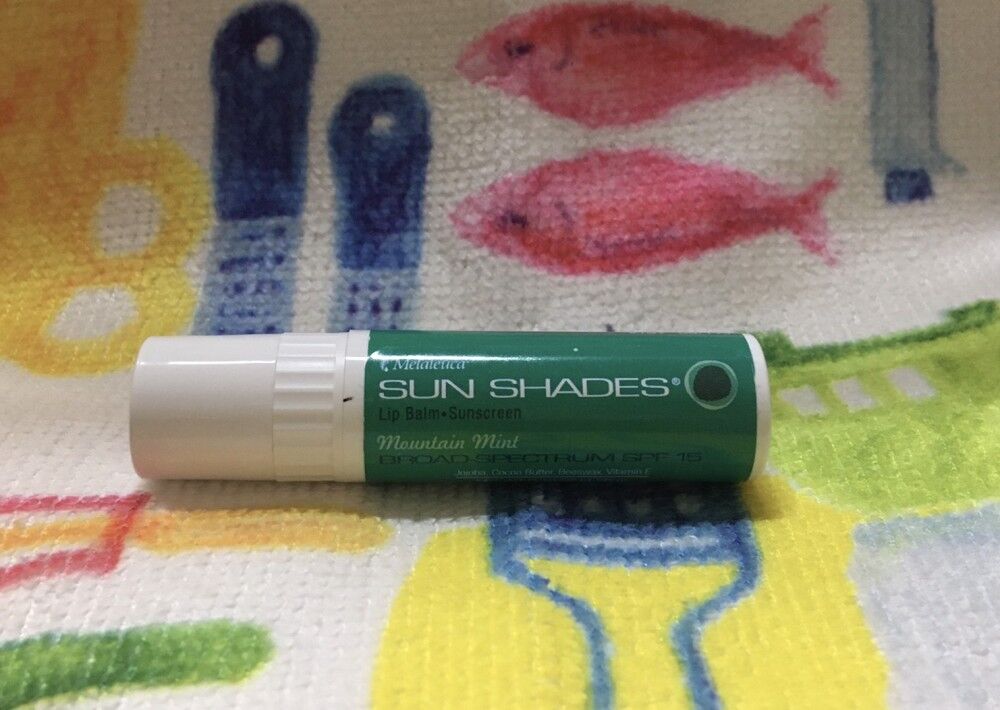 Melaleuca
SUN SHADES®
Lip Balm•Sunscreen
Mountain Mint
BROAD-SPECTRUM SPF 15
Jojoba, Cocoa Butter, Beeswax, Vitamin E